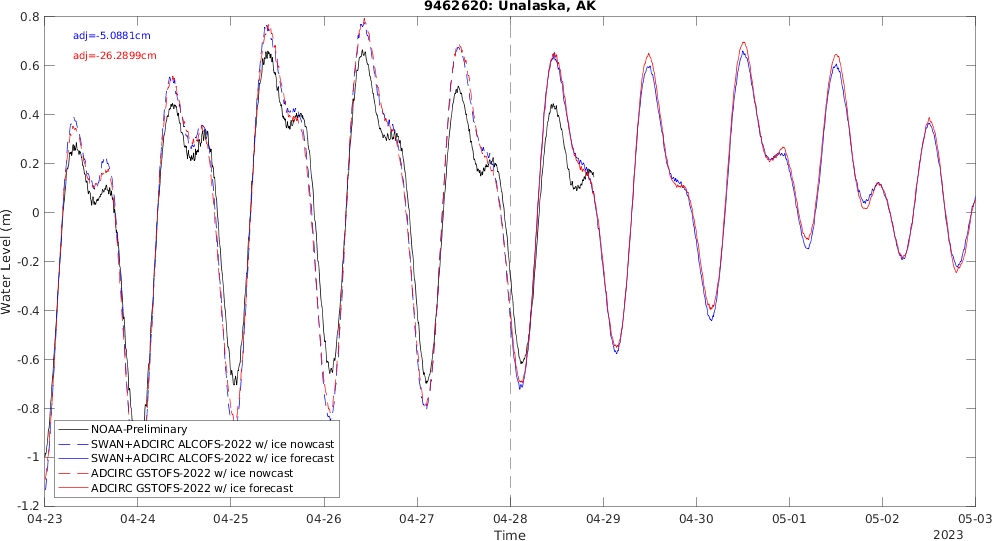 9462620: Unalaska, AK
adj=-5.0881cm
adj=-26.2899cm
Water Level (m)
0.8
0.6
0.4
0.2
0
-0.2
-0.4
-0.6
-0.8
-1
-1.2
NOAA-Preliminary
SWAN+ADCIRC ALCOFS-2022 w/ ice nowcast
SWAN+ADCIRC ALCOFS-2022 w/ ice forecast
ADCIRC GSTOFS-2022 w/ ice nowcast
ADCIRC GSTOFS-2022 w/ ice forecast
04-23 04-24 04-25 04-26 04-27 04-28 04-29 04-30 05-01 05-02 05-03
Time
2023